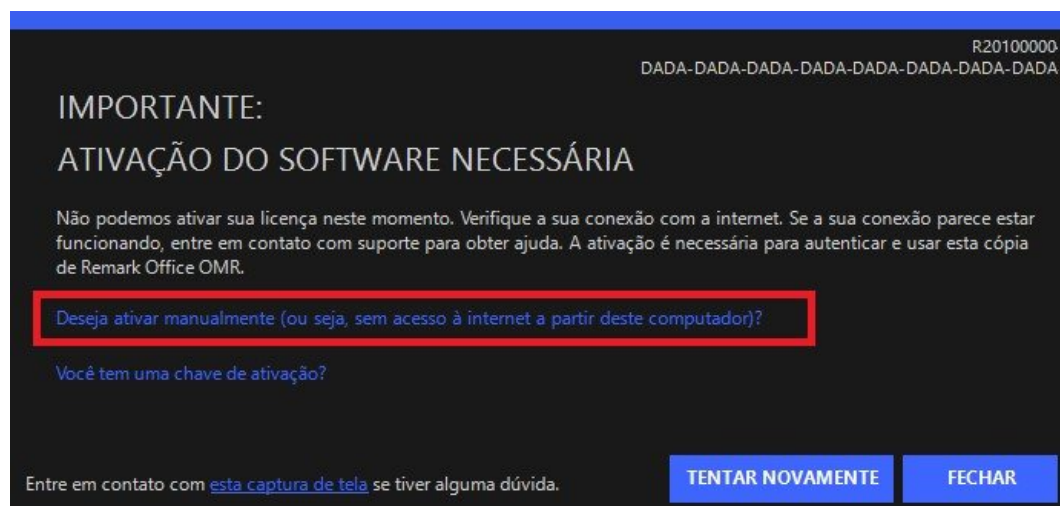 R20100000-
DADA-DADA-DADA-DADA-DADA-DADA-DADA-DADA
IMPORTANTE:
ATIVAÇÃO DO SOFTWARE NECESSÁRIA
Não podemos ativar sua licença neste momento. Verifique a sua conexão com a internet. Se a sua conexão parece estar
funcionando, entre em contato com suporte para obter ajuda. A ativação é necessária para autenticar e usar esta cópia
de Remark Office OMR.
Deseja ativar manualmente (ou seja, sem acesso à internet a partir deste computador)?
Você tem uma chave de ativação?
Entre em contato com esta captura de tela se tiver alguma dúvida.
TENTAR NOVAMENTE
FECHAR